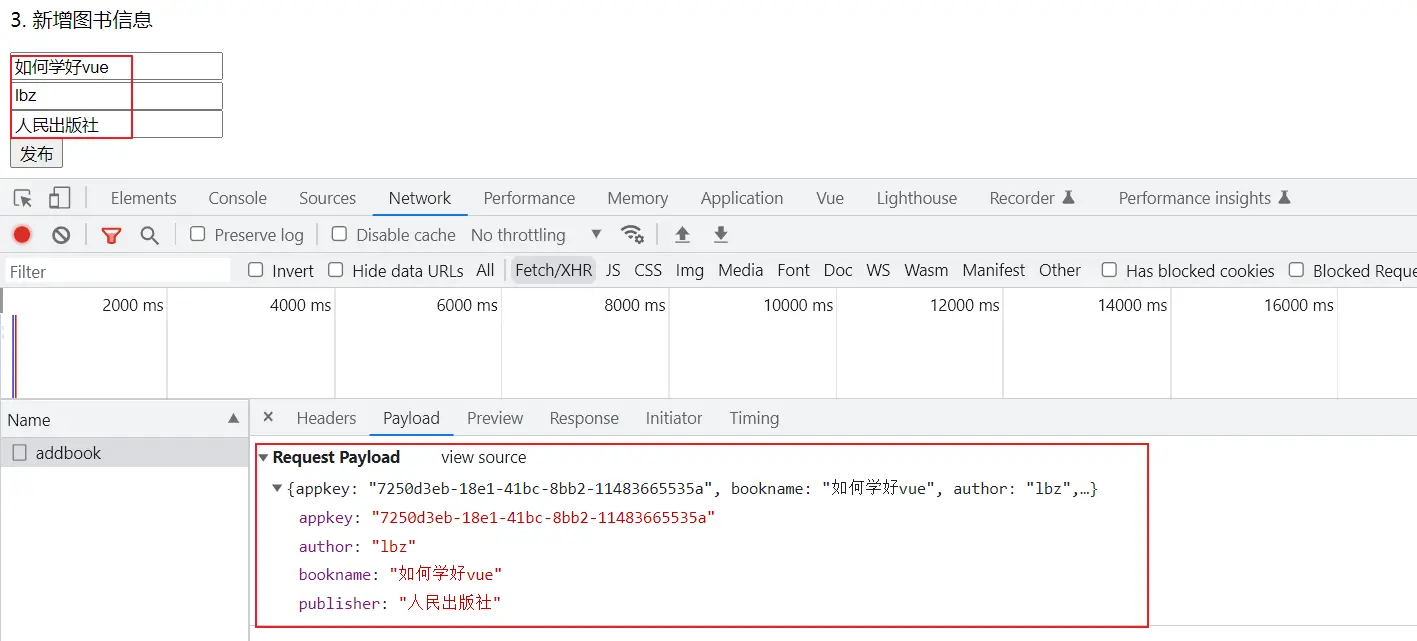 3. 新增图书信息
如何学好vue
lbz
人民出版社
发布
Elements Console Sources Network Performance Memory Application Vue Lighthouse Recorder Performance insights
Preserve log Disable cache No throttling
Filter Invert Hide data URLs All Fetch/XHR JS CSS Img Media Font Doc WS Wasm Manifest Other Has blocked cookies Blocked Reque
2000 ms 4000 ms 6000 ms 8000 ms 10000 ms 12000 ms 14000 ms 16000 ms
Name × Headers Payload Preview Response Initiator Timing
addbook
Request Payload view source
{appkey: "7250d3eb-18e1-41bc-8bb2-11483665535a", bookname: "如何学好vue", author: "lbz",…}
appkey: "7250d3eb-18e1-41bc-8bb2-11483665535a"
author: "lbz"
bookname: "如何学好vue"
publisher: "人民出版社"